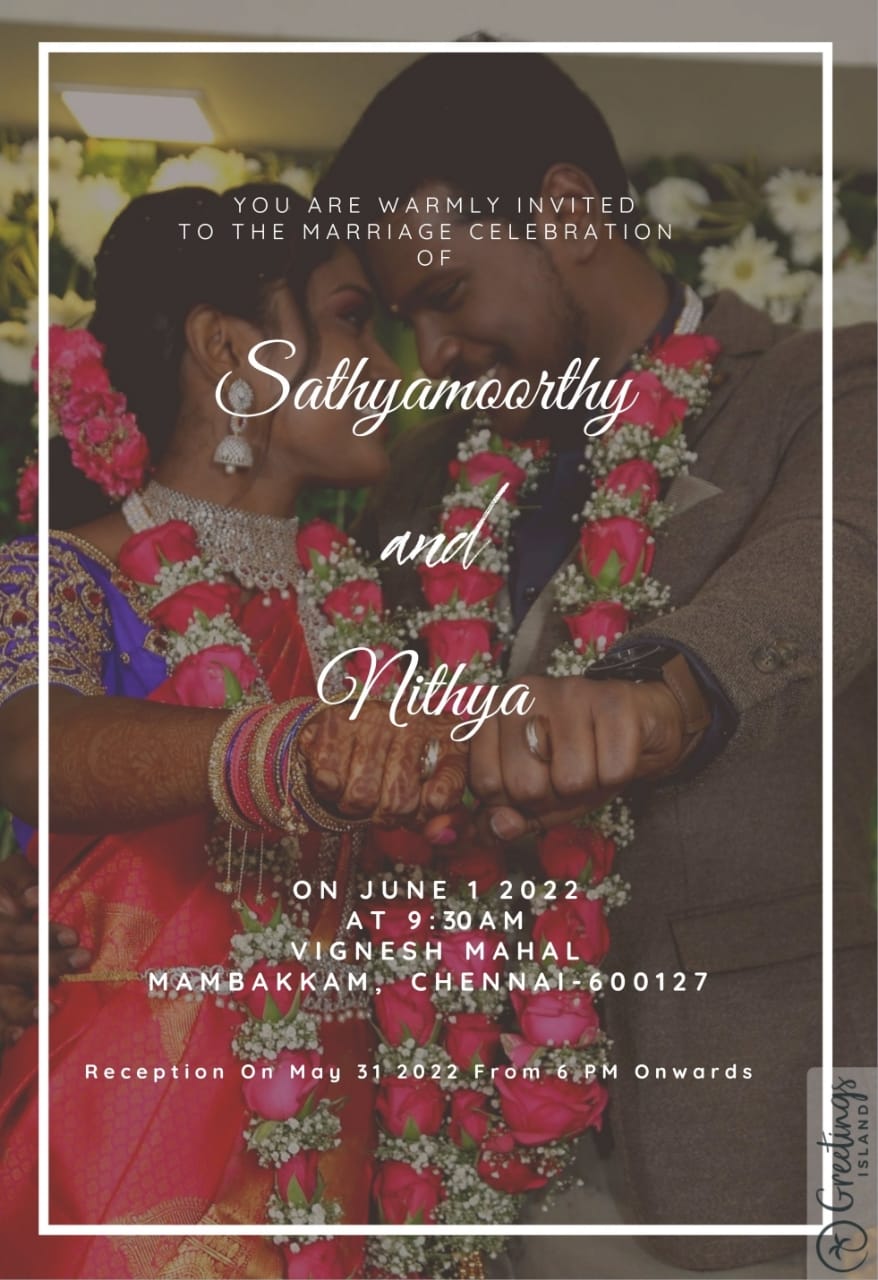 YOU ARE WARMLY INVITED
TO THE MARRIAGE CELEBRATION
OF
Sathyamoorthy
and
Nithya
ON JUNE 1 2022
AT 9:30AM
VIGNESH MAHAL
MAMBAKKAM, CHENNAI-600127
Reception On May 31 2022 From 6 PM Onwards
Greetings
ISLAND